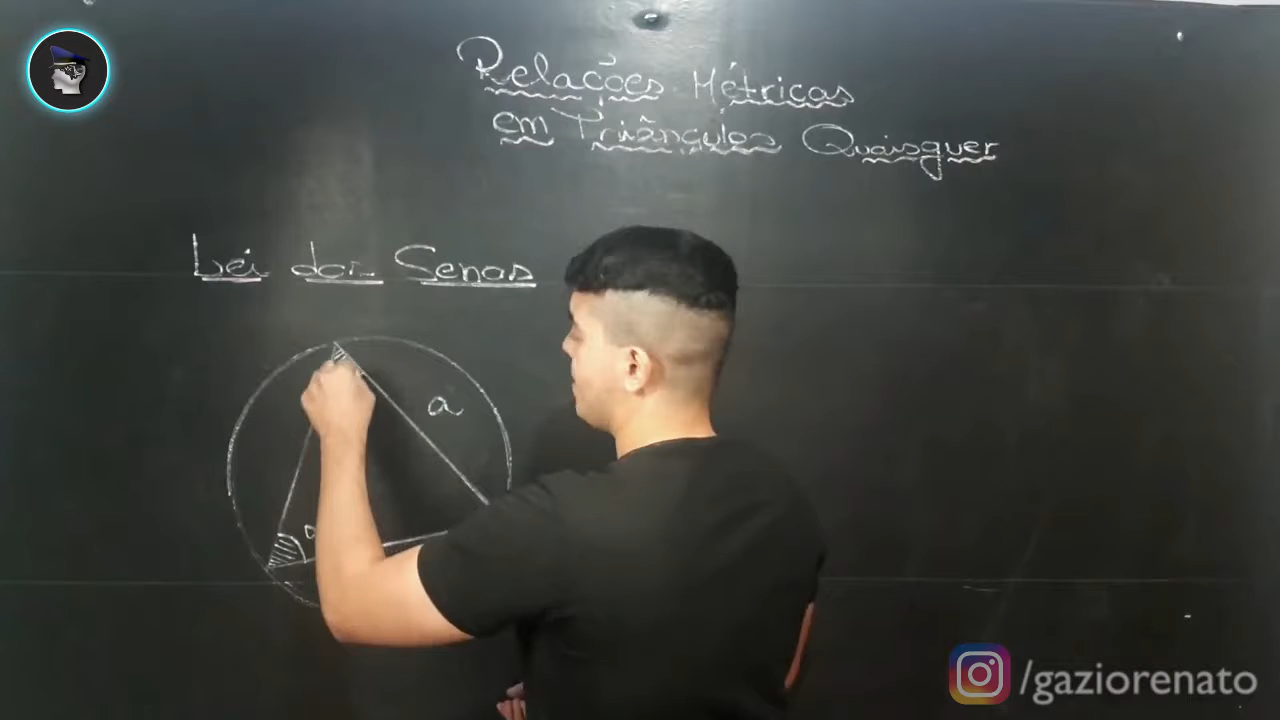 Relações Métricas
em Triângulos Quaisquer
Lei dos Senos
a
/gaziorenato